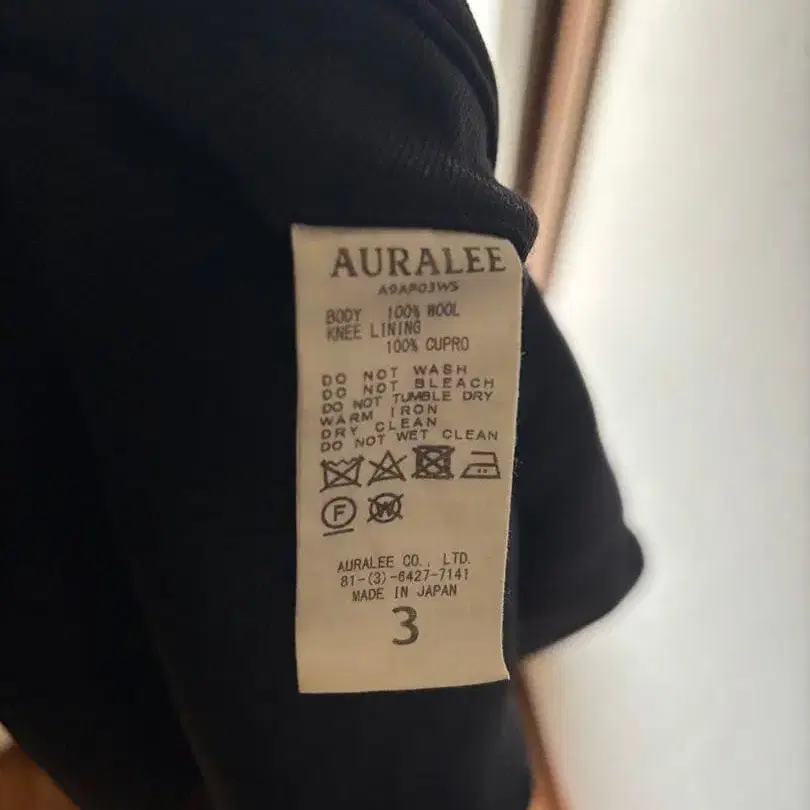 AURALEE
A9AP03WS
BODY 100% WOOL
KNEE LINING
100% CUPRO
DO NOT WASH
DO NOT BLEACH
DO NOT TUMBLE DRY
WARM IRON
DRY CLEAN
DO NOT WET CLEAN
F W
AURALEE CO., LTD.
81-(3)-6427-7141
MADE IN JAPAN
3